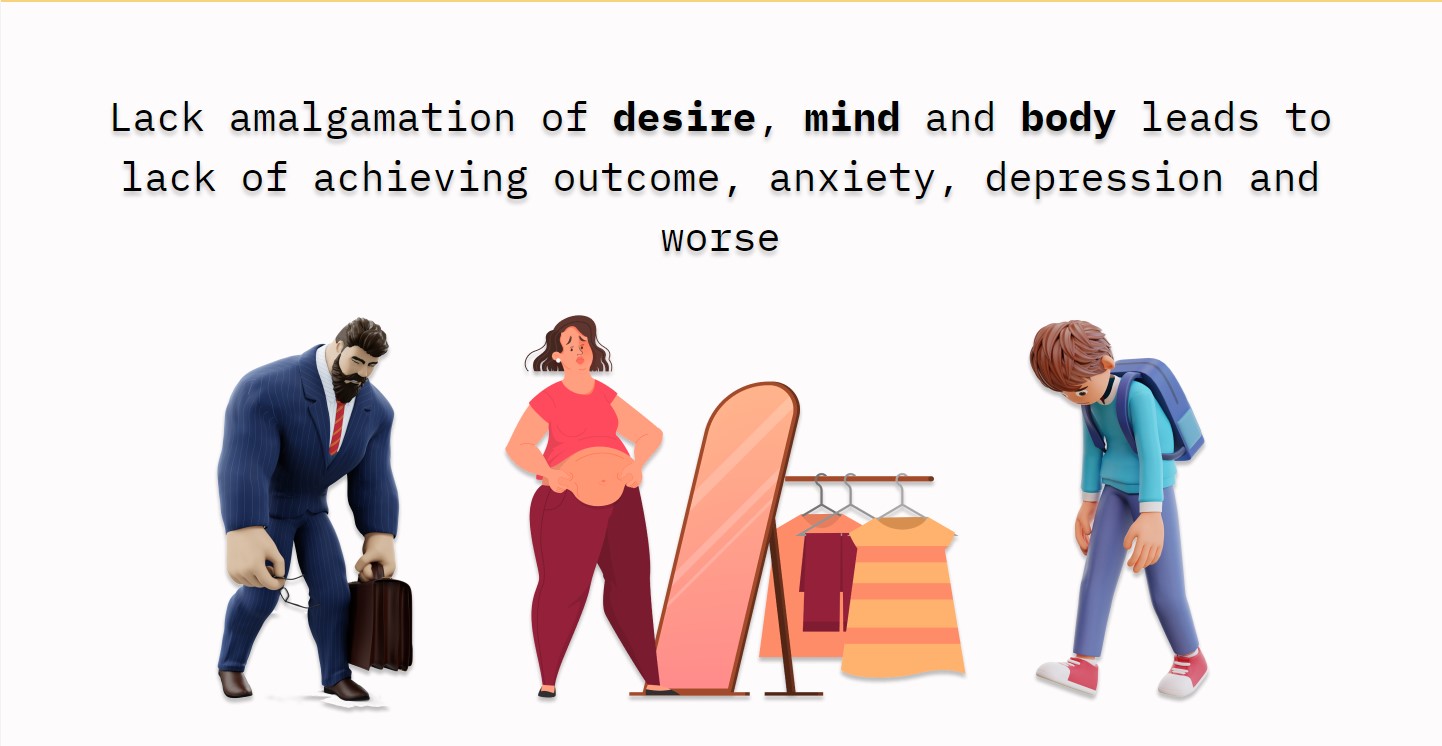 Lack amalgamation of desire, mind and body leads to
lack of achieving outcome, anxiety, depression and
worse